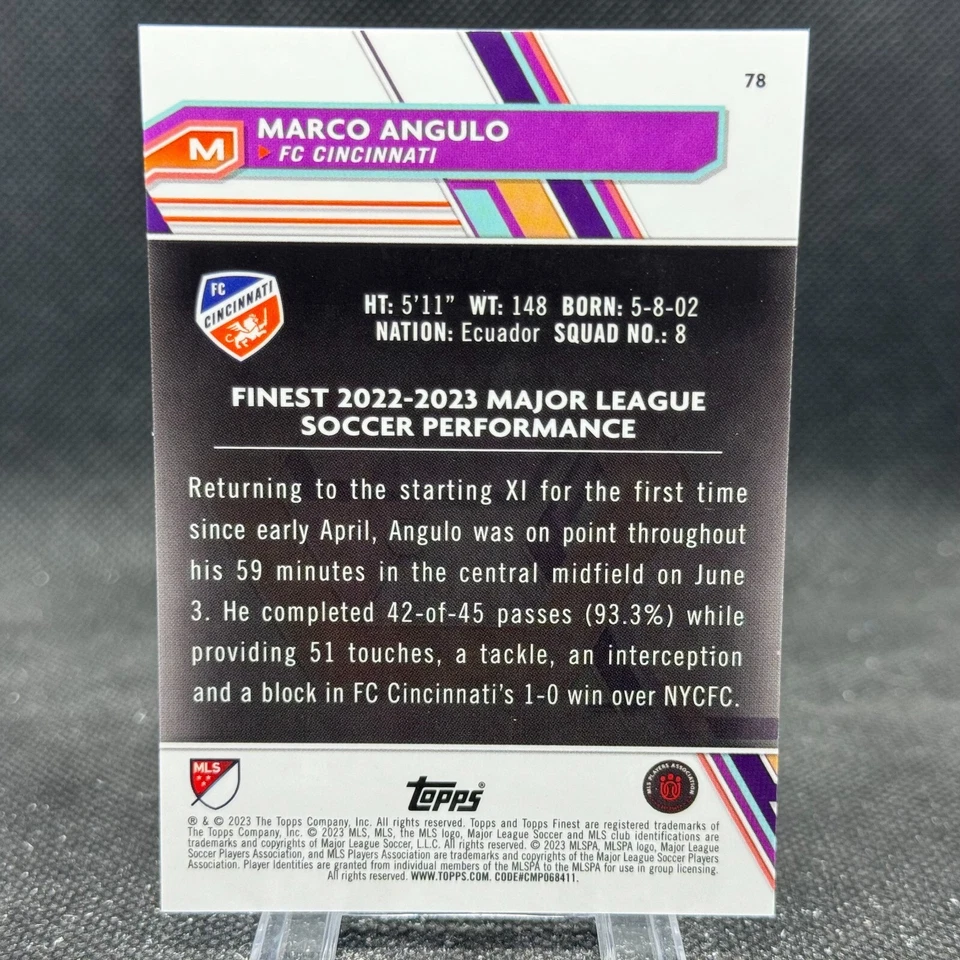 78
M
MARCO ANGULO
FC CINCINNATI
FC
CINCINNATI
HT: 5'11" WT: 148 BORN: 5-8-02
NATION: Ecuador SQUAD NO.: 8
FINEST 2022-2023 MAJOR LEAGUE
SOCCER PERFORMANCE
Returning to the starting XI for the first time
since early April, Angulo was on point throughout
his 59 minutes in the central midfield on June
3. He completed 42-of-45 passes (93.3%) while
providing 51 touches, a tackle, an interception
and a block in FC Cincinnati's 1-0 win over NYCFC.
MLS
topps®
MLS PLAYERS ASSOCIATION
® & © 2023 The Topps Company, Inc. All rights reserved. Topps and Topps Finest are registered trademarks of
The Topps Company, Inc. © 2023 MLS, MLS, the MLS logo, Major League Soccer and MLS club identifications are
trademarks and copyrights of Major League Soccer, L.L.C. All rights reserved. © 2023 MLSPA, MLSPA logo, Major League
Soccer Players Association, and MLS Players Association are trademarks and copyrights of the Major League Soccer Players
Association. Player Identities are granted from individual members of the MLSPA to the MLSPA for use in group licensing.
All rights reserved. WWW.TOPPS.COM. CODE#CMP068411.